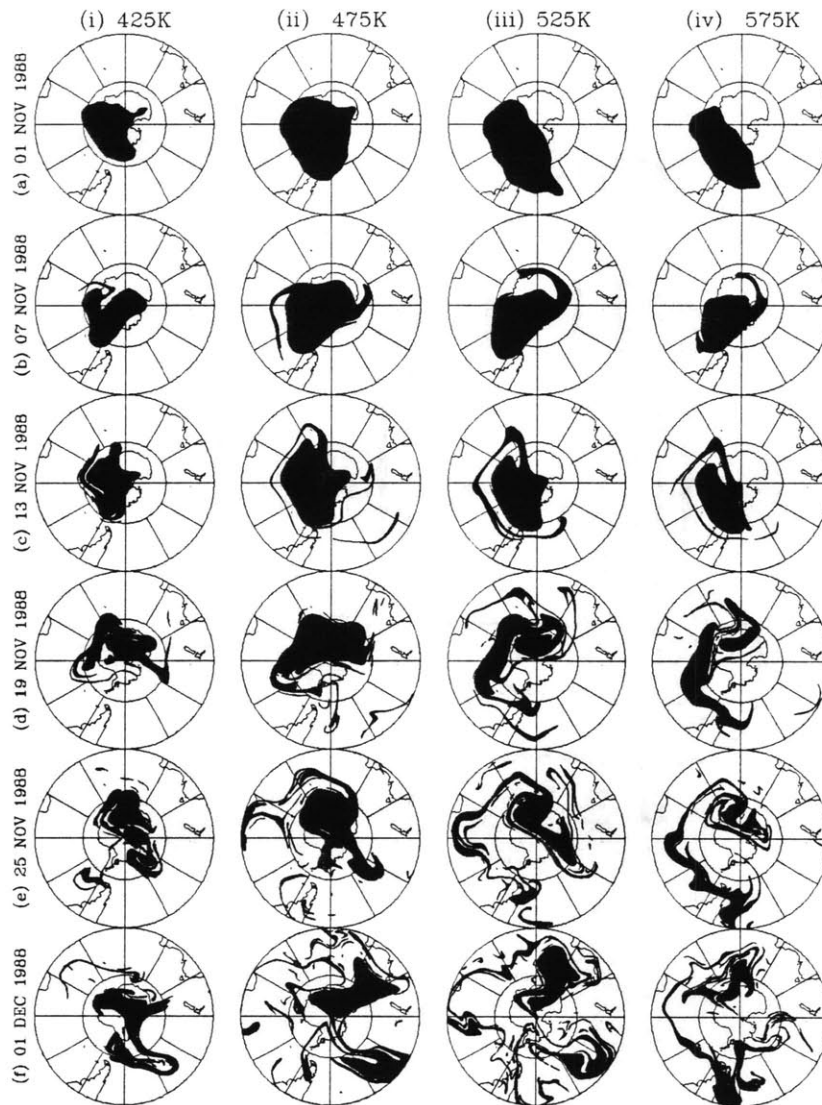 (i) 425K (ii) 475K (iii) 525K (iv) 575K
(a) 01 NOV 1988
(b) 07 NOV 1988
(c) 13 NOV 1988
(d) 19 NOV 1988
(e) 25 NOV 1988
(f) 01 DEC 1988